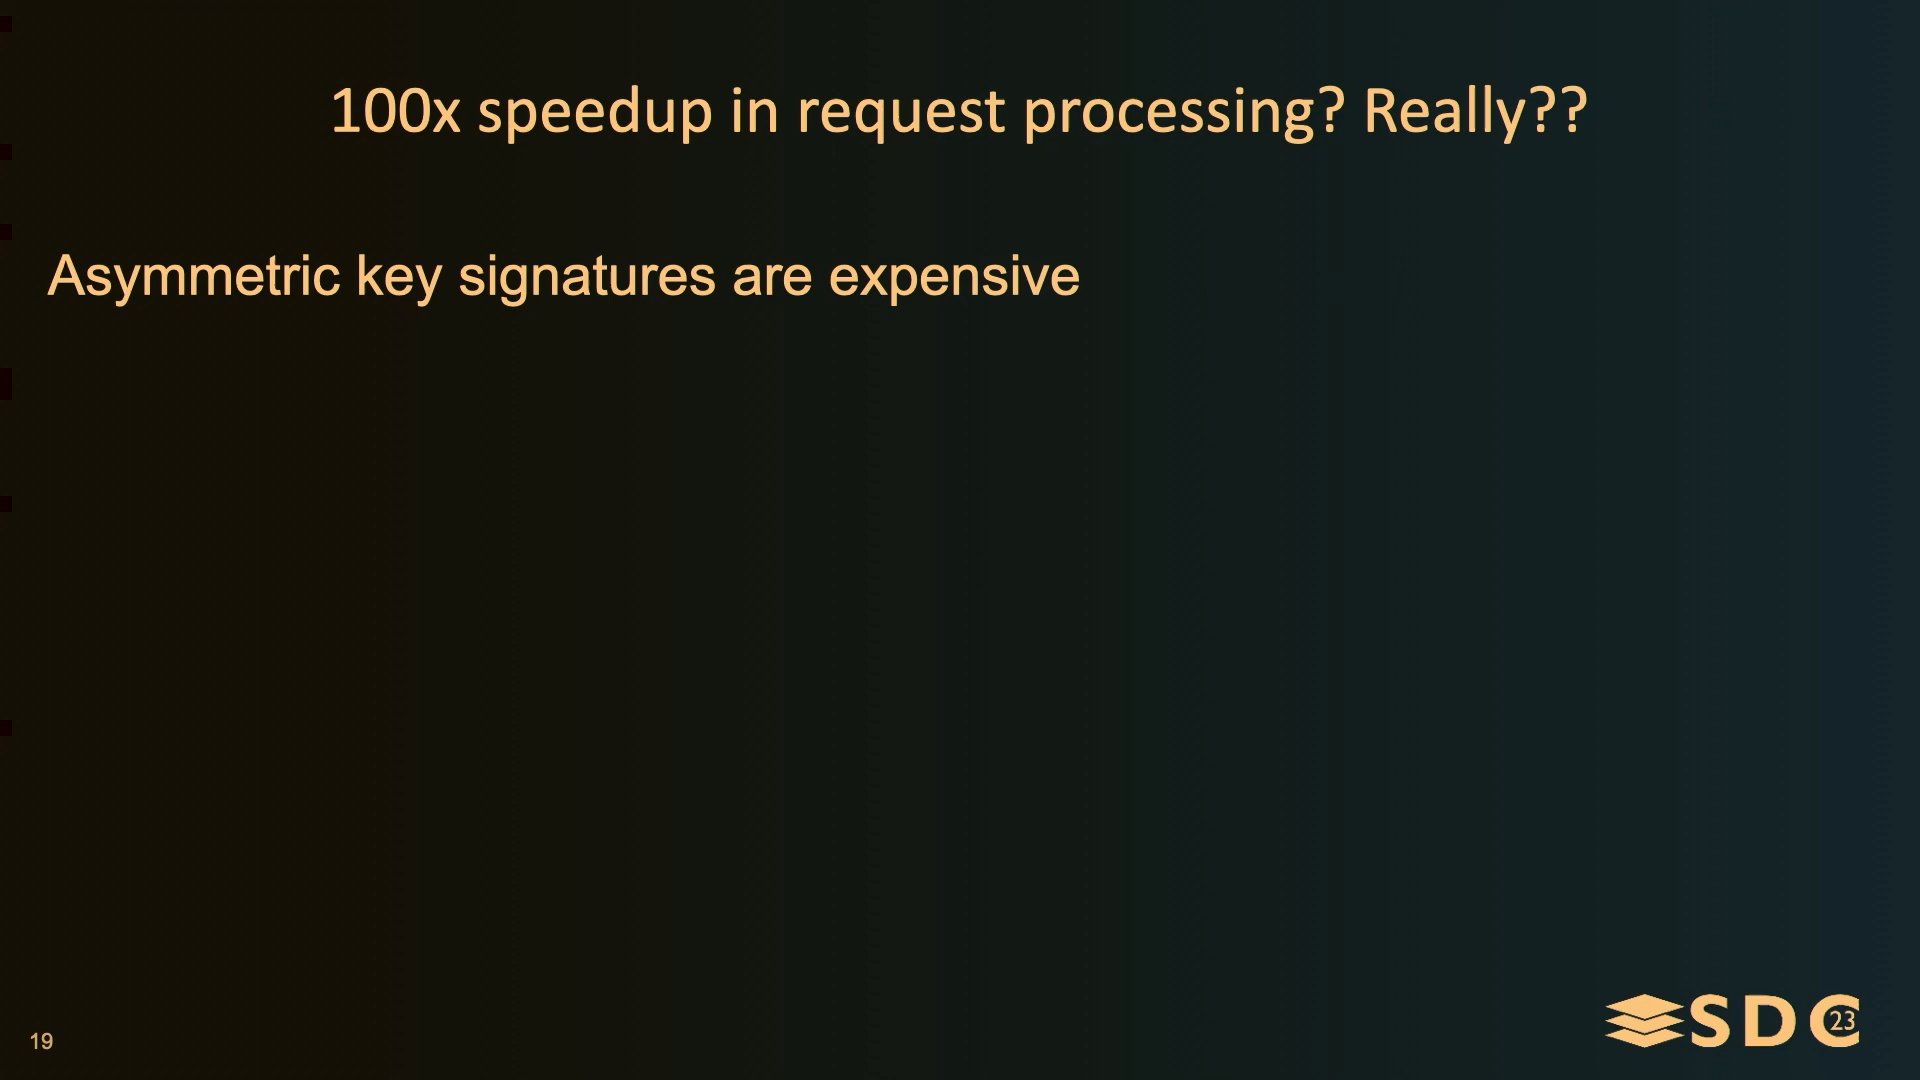 100x speedup in request processing? Really??
Asymmetric key signatures are expensive
19
SDC 23